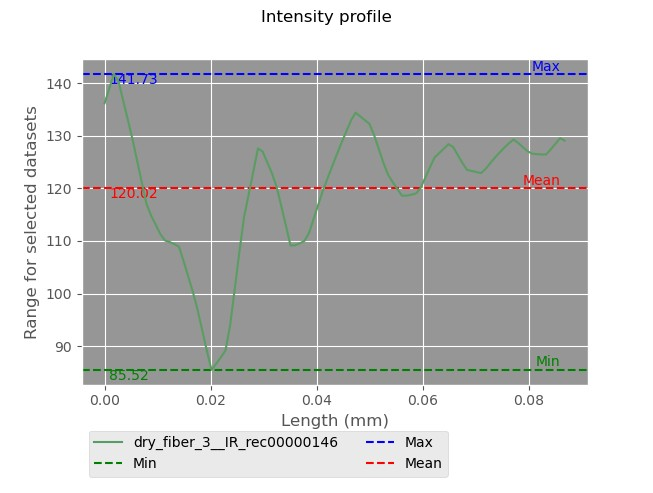 Intensity profile
Max
141.73
140
130
Mean
120.02
120
110
100
90
Min
85.52
Range for selected datasets
0.00 0.02 0.04 0.06 0.08
Length (mm)
dry_fiber_3__IR_rec00000146 Max
Min Mean